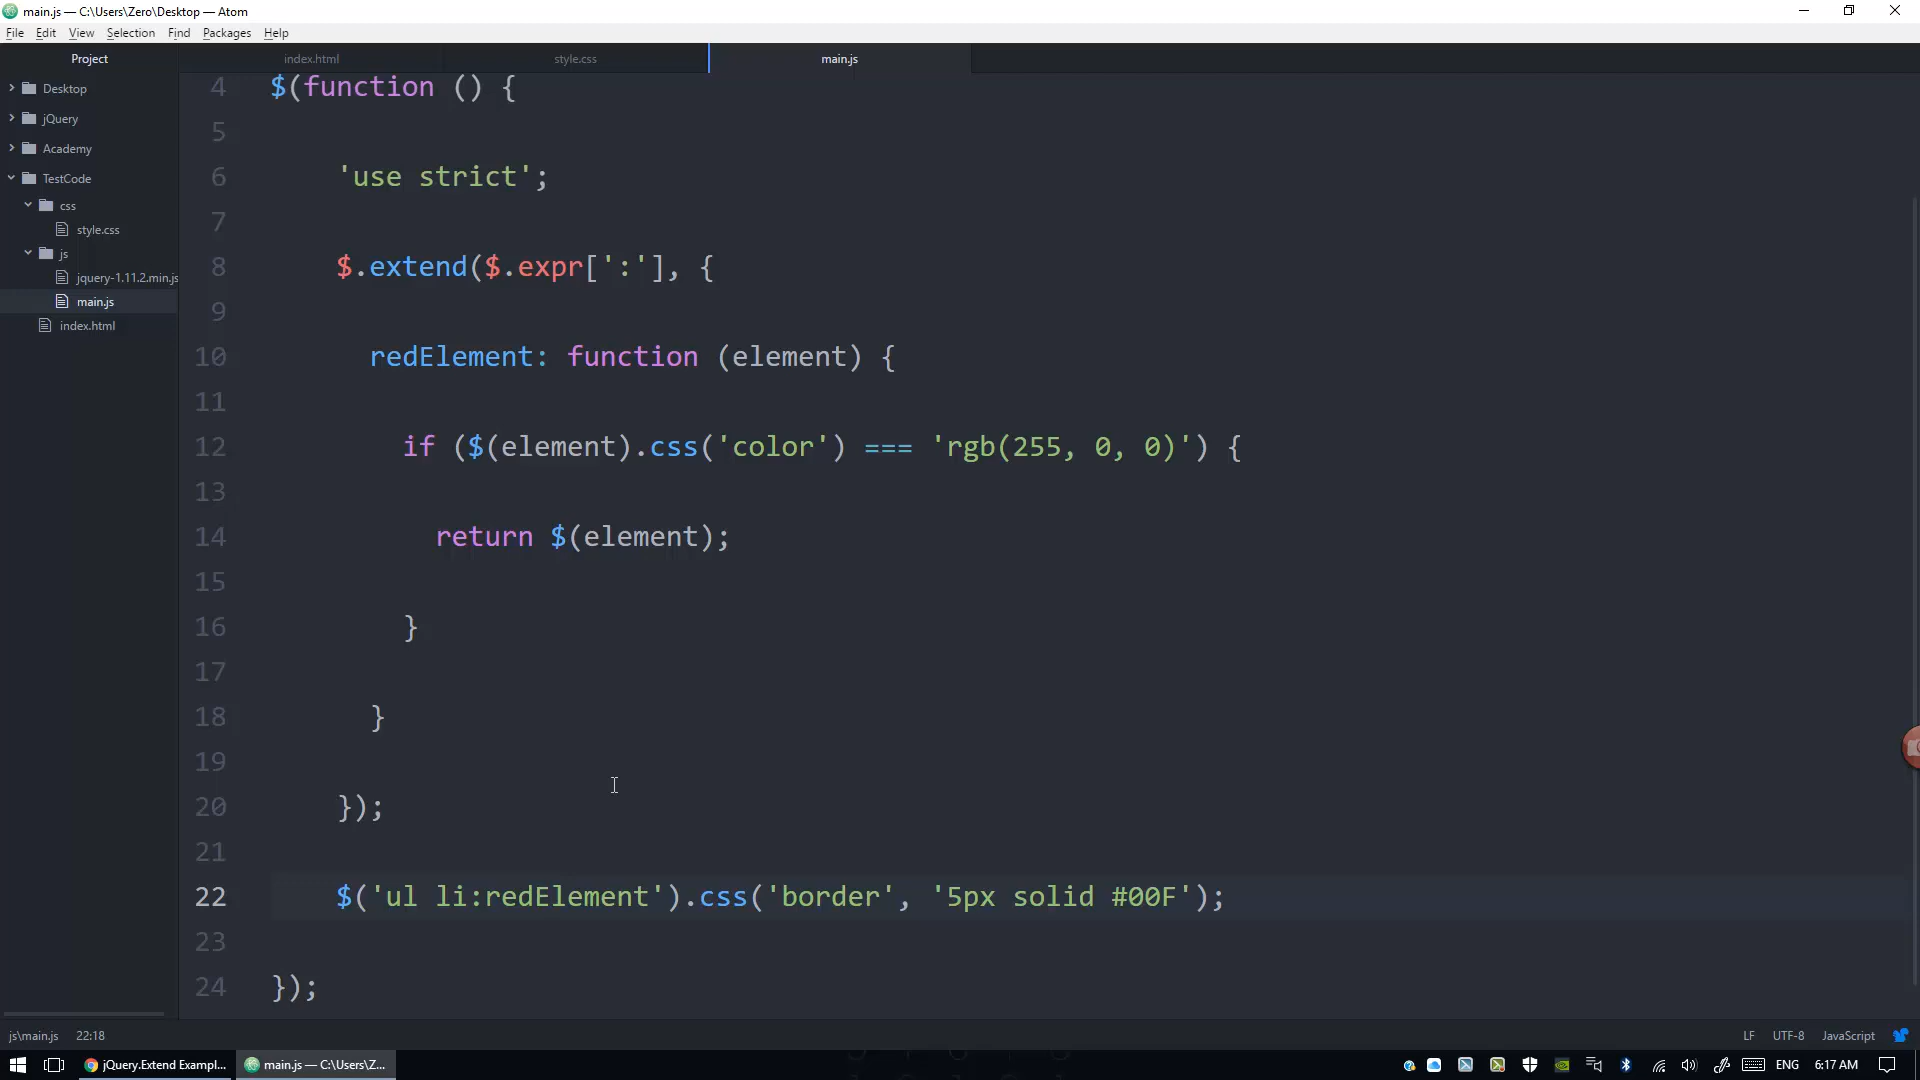 main.js — C:\Users\Zero\Desktop — Atom
File Edit View Selection Find Packages Help
Project
index.html style.css main.js
Desktop
jQuery
Academy
TestCode
css
style.css
js
jquery-1.11.2.min.js
main.js
index.html
4 $(function () {
5
6 'use strict';
7
8 $.extend($.expr[':'], {
9
10 redElement: function (element) {
11
12 if ($(element).css('color') === 'rgb(255, 0, 0)') {
13
14 return $(element);
15
16 }
17
18 }
19
20 });
21
22 $('ul li:redElement').css('border', '5px solid #00F');
23
24 });
js\main.js 22:18 LF UTF-8 JavaScript
jQuery.Extend Exampl... main.js — C:\Users\Z... ENG 6:17 AM